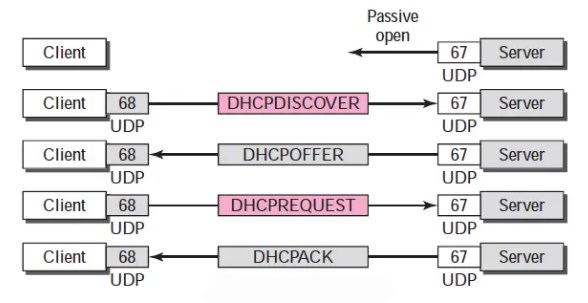 Passive
open
Client 67 Server
UDP
Client 68 DHCPDISCOVER 67 Server
UDP UDP
Client 68 DHCPOFFER 67 Server
UDP UDP
Client 68 DHCPREQUEST 67 Server
UDP UDP
Client 68 DHCPACK 67 Server
UDP UDP